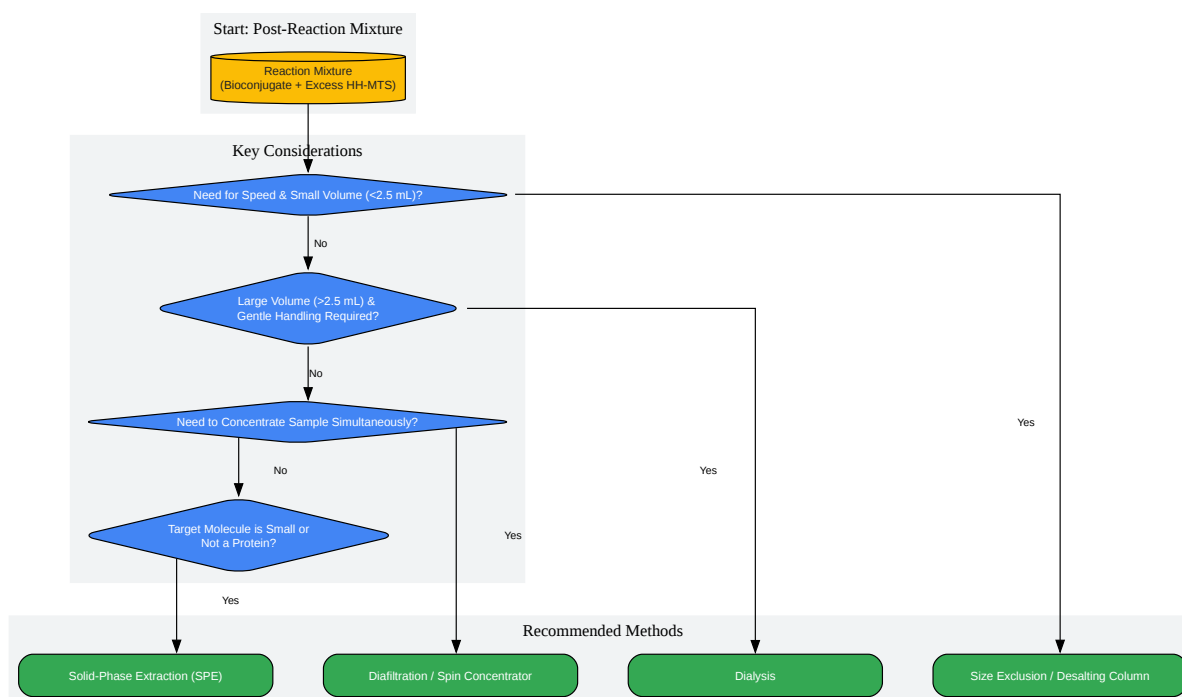 Start: Post-Reaction Mixture
Reaction Mixture
(Bioconjugate + Excess HH-MTS)
Key Considerations
Need for Speed & Small Volume (<2.5 mL)?
No
Large Volume (>2.5 mL) &
Gentle Handling Required?
No
Need to Concentrate Sample Simultaneously?
Yes
Yes
No
Target Molecule is Small or
Not a Protein?
Yes
Yes
Recommended Methods
Solid-Phase Extraction (SPE)
Diafiltration / Spin Concentrator
Dialysis
Size Exclusion / Desalting Column